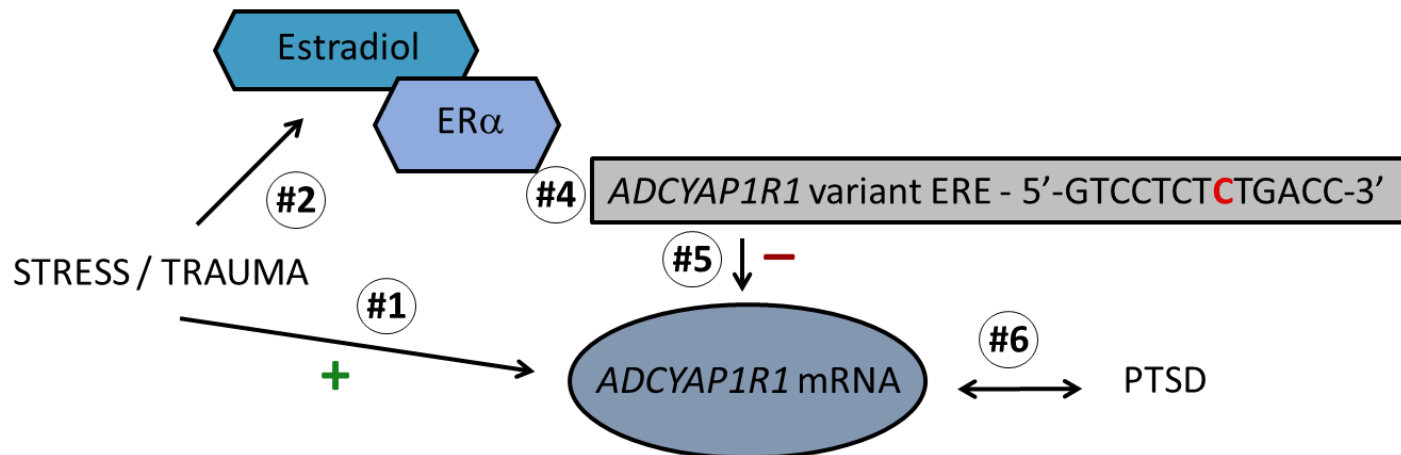 Estradiol
ERα
#2
#4
ADCYAP1R1 variant ERE - 5’-GTCCTCTCTGACC-3’
#5
−
STRESS / TRAUMA
#1
+
ADCYAP1R1 mRNA
#6
PTSD